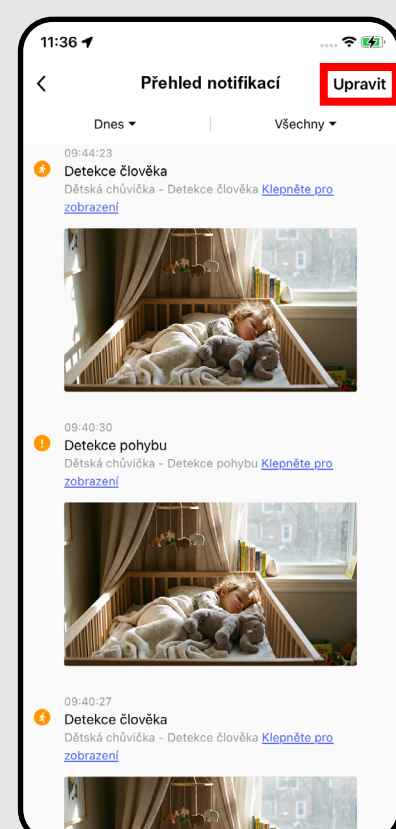 11:36
Přehled notifikací
Upravit
Dnes
Všechny
09:44:23
Detekce člověka
Dětská chůvička - Detekce člověka Klepněte pro
zobrazení
09:40:30
Detekce pohybu
Dětská chůvička - Detekce pohybu Klepněte pro
zobrazení
09:40:27
Detekce člověka
Dětská chůvička - Detekce člověka Klepněte pro
zobrazení